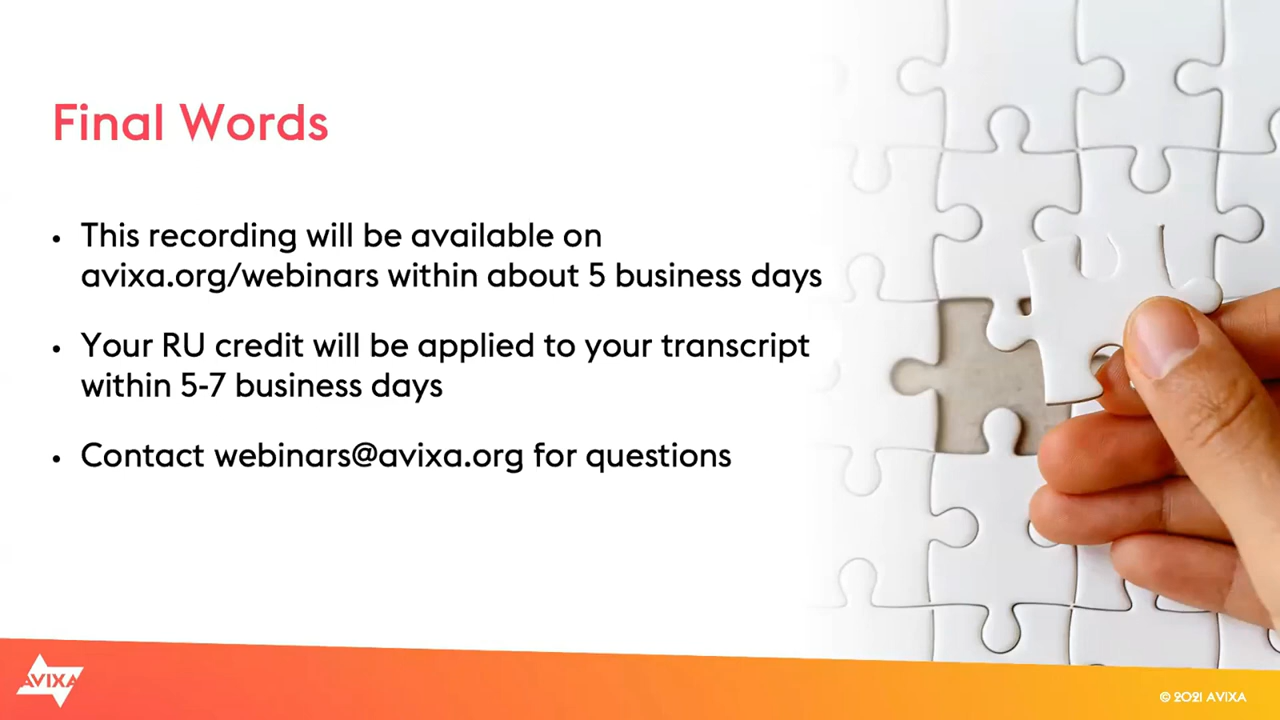 Final Words
• This recording will be available on
avixa.org/webinars within about 5 business days
• Your RU credit will be applied to your transcript
within 5-7 business days
• Contact webinars@avixa.org for questions
AVIXA
© 2021 AVIXA